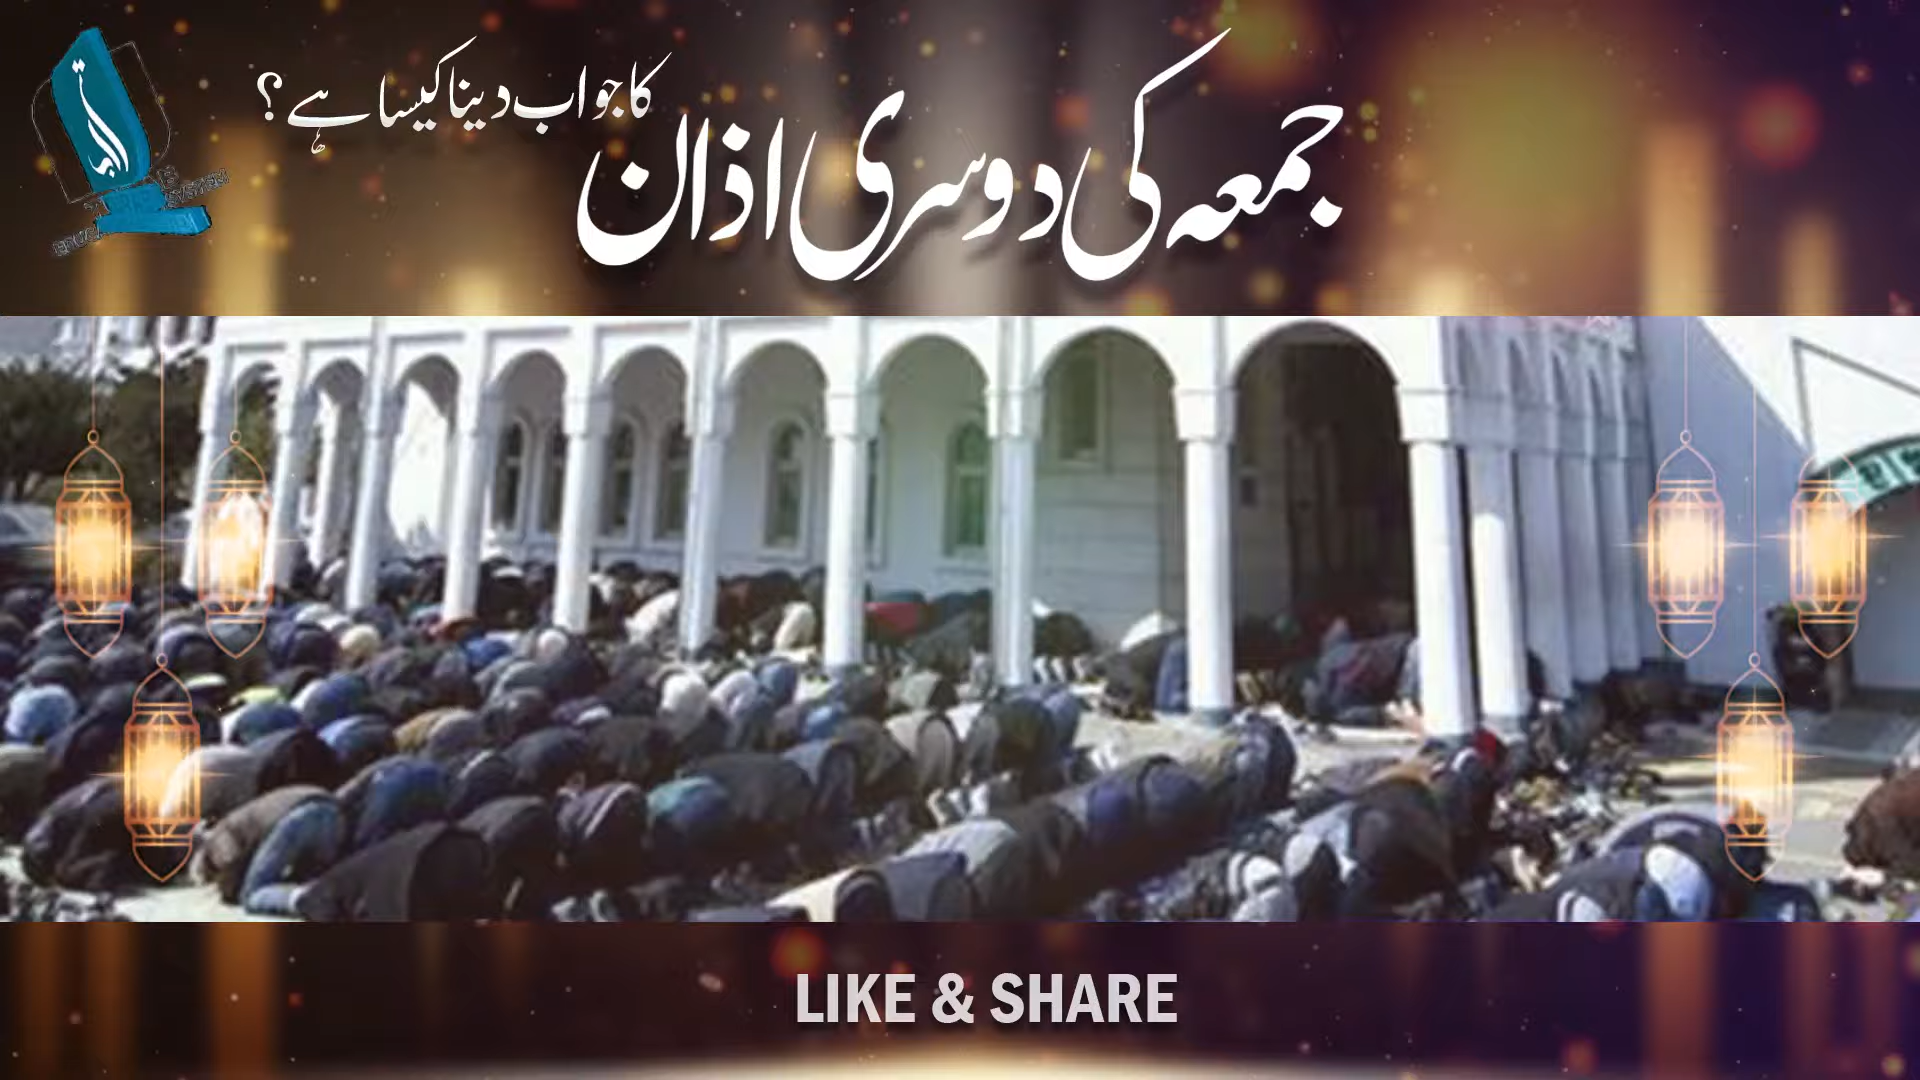 جمعہ کی دوسری اذان
کا جواب دینا کیسا ہے؟
LIKE & SHARE